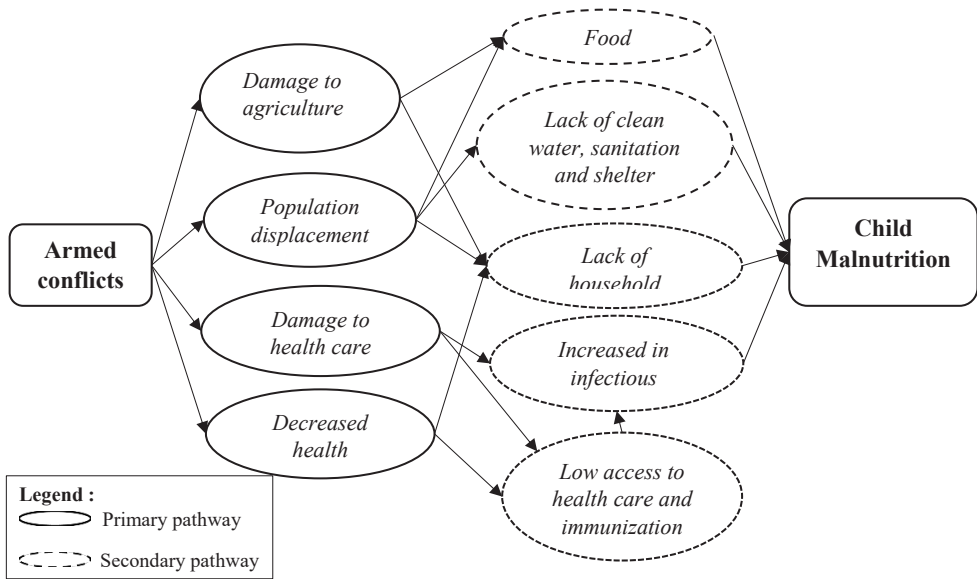 Armed
conflicts
Damage to
agriculture
Population
displacement
Damage to
health care
Decreased
health
Food
Lack of clean
water, sanitation
and shelter
Lack of
household
Increased in
infectious
Low access to
health care and
immunization
Child
Malnutrition
Legend :
Primary pathway
Secondary pathway